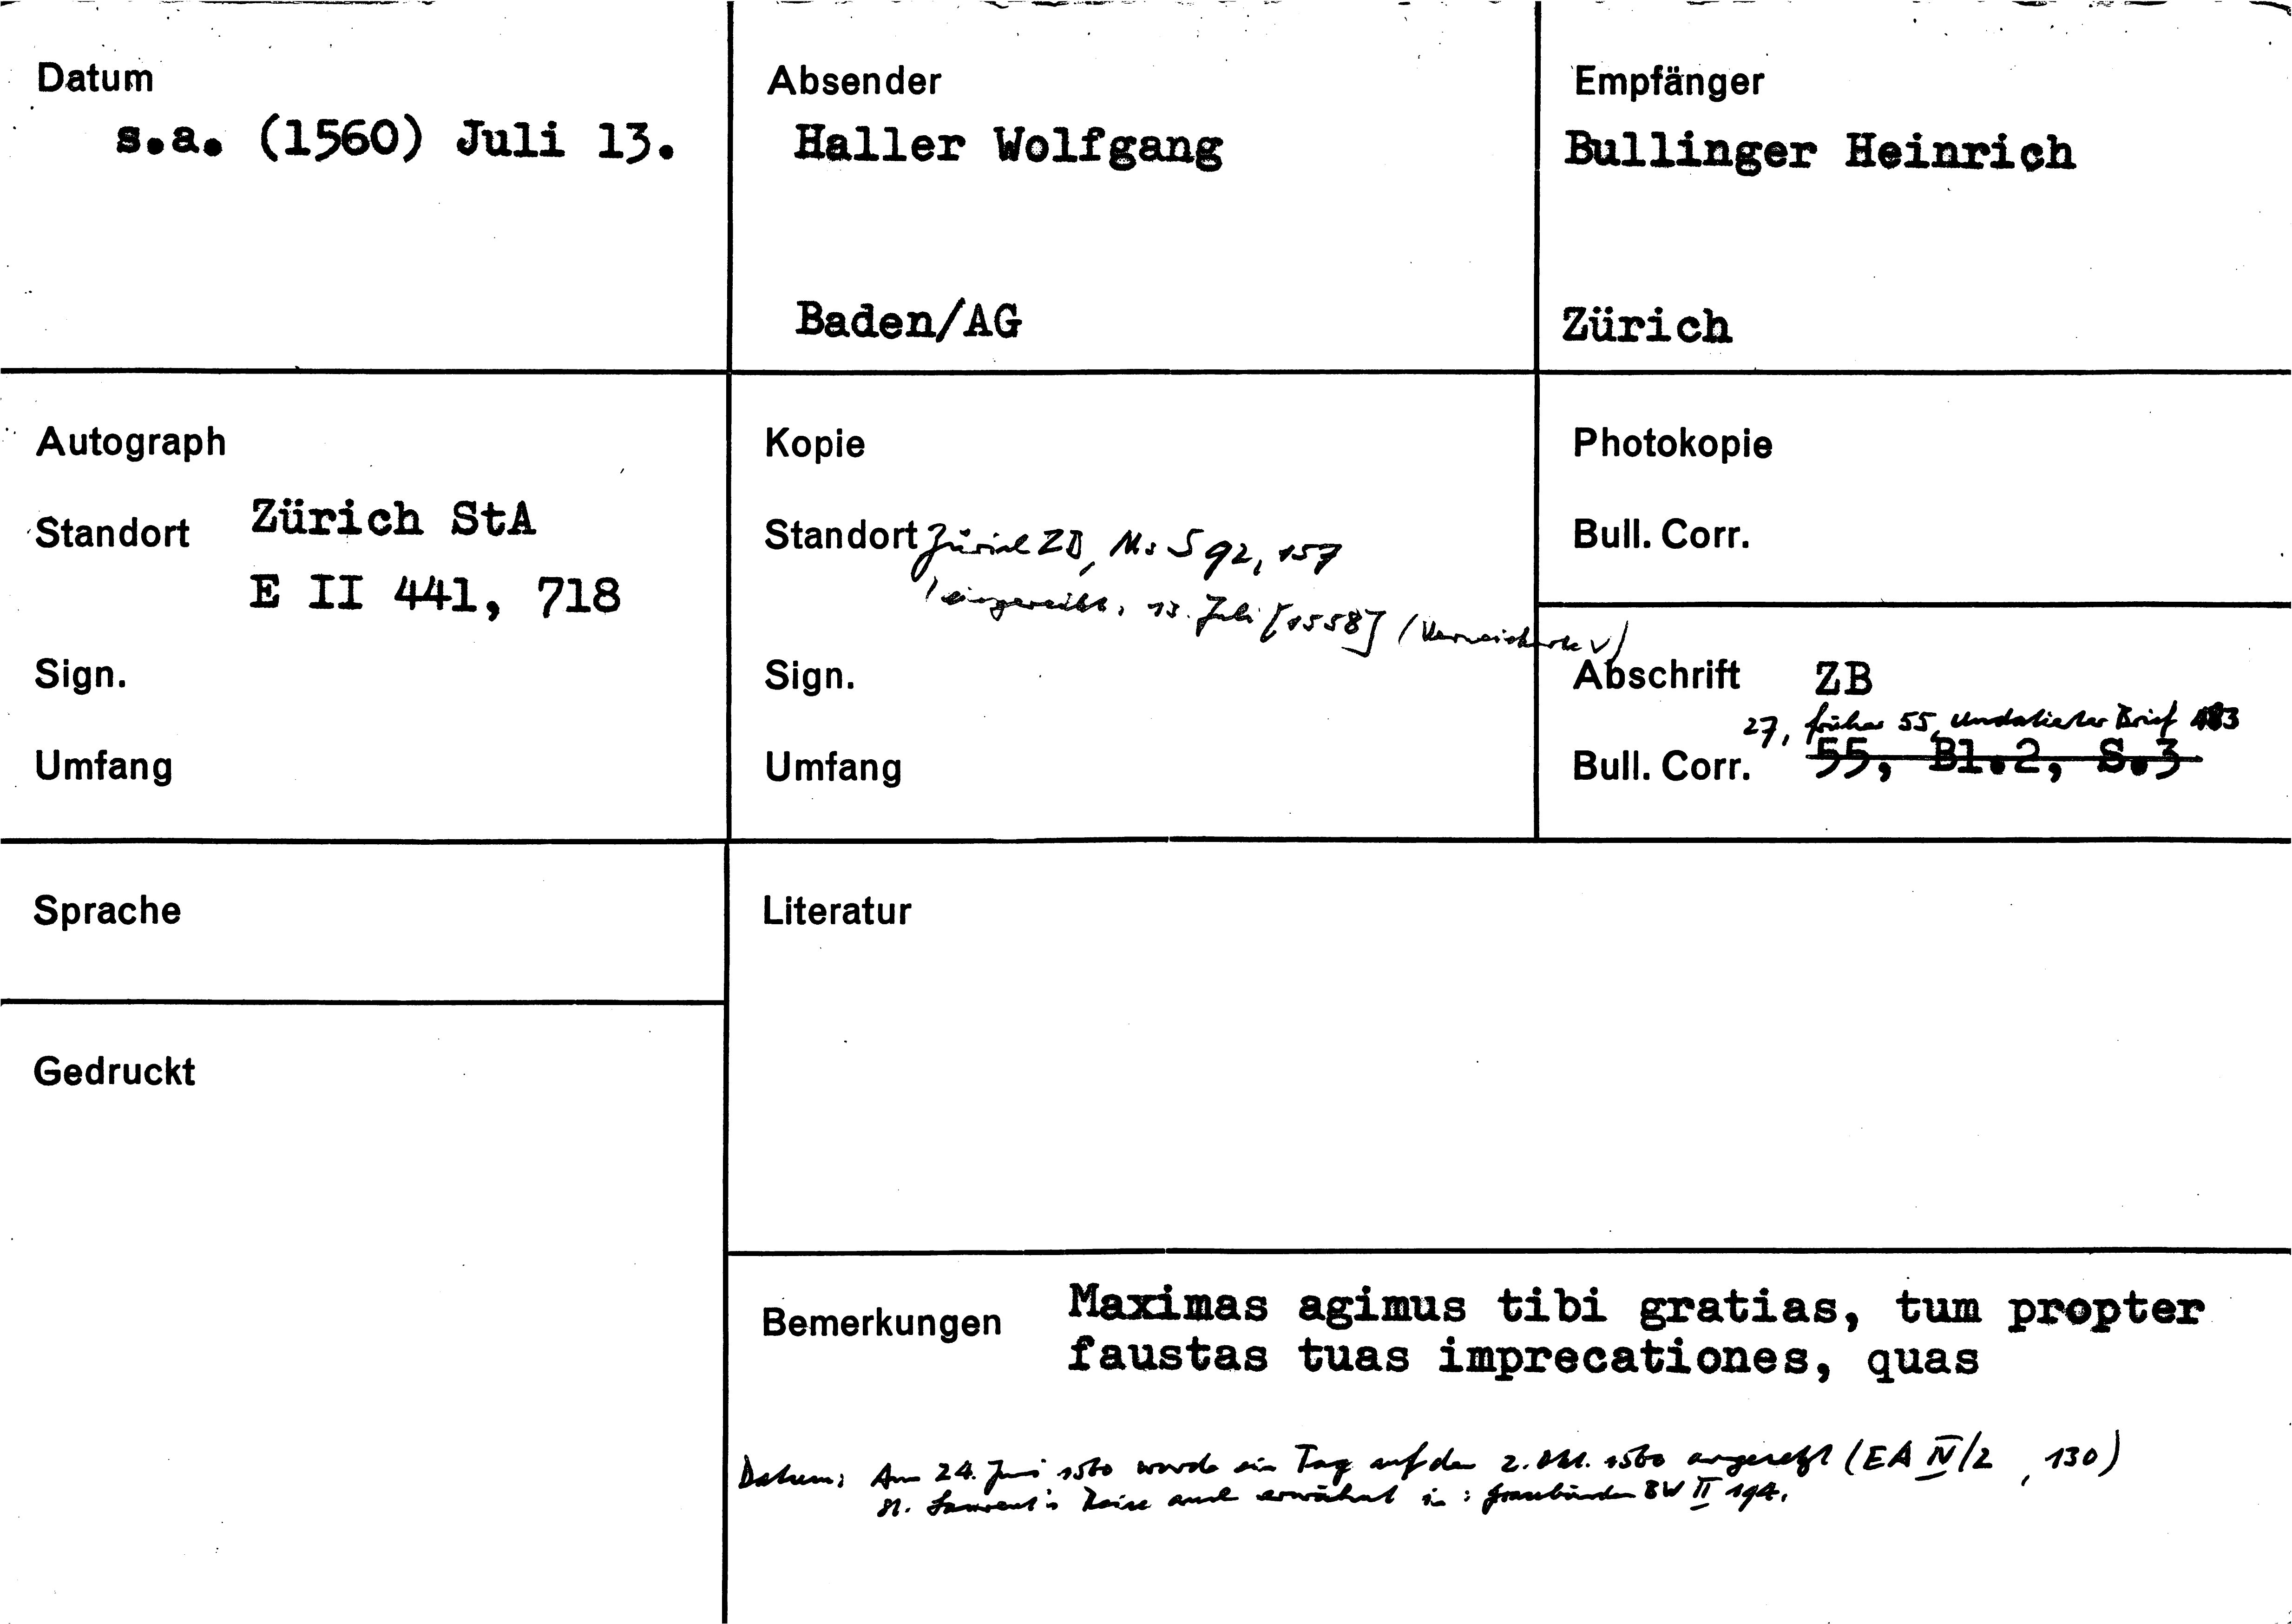 Datum
s.a. (1560) Juli 13.
Absender
Haller Wolfgang
Baden/AG
Empfänger
Bullinger Heinrich
Zürich
Autograph
Standort Zürich StA
E II 441, 718
Sign.
Umfang
Kopie
Standort Zürich ZB, Ms S 92, 157
(eingereiht: 13. Juli [1558]
Sign.
Umfang
Photokopie
Bull. Corr.
Abschrift ZB
27, früher 55, undatierter Brief
Bull. Corr. 55, Bl.2, S.3
Sprache
Gedruckt
Literatur
Bemerkungen Maximas agimus tibi gratias, tum propter
faustas tuas imprecationes, quas
Datum: Am 24. Juni 1560 wurde ein Tag auf den 2. Okt. 1560 angesetzt (EA IV/2, 130)
St. Laurent's Reise auch erwähnt in: Graubünden BW II 194.